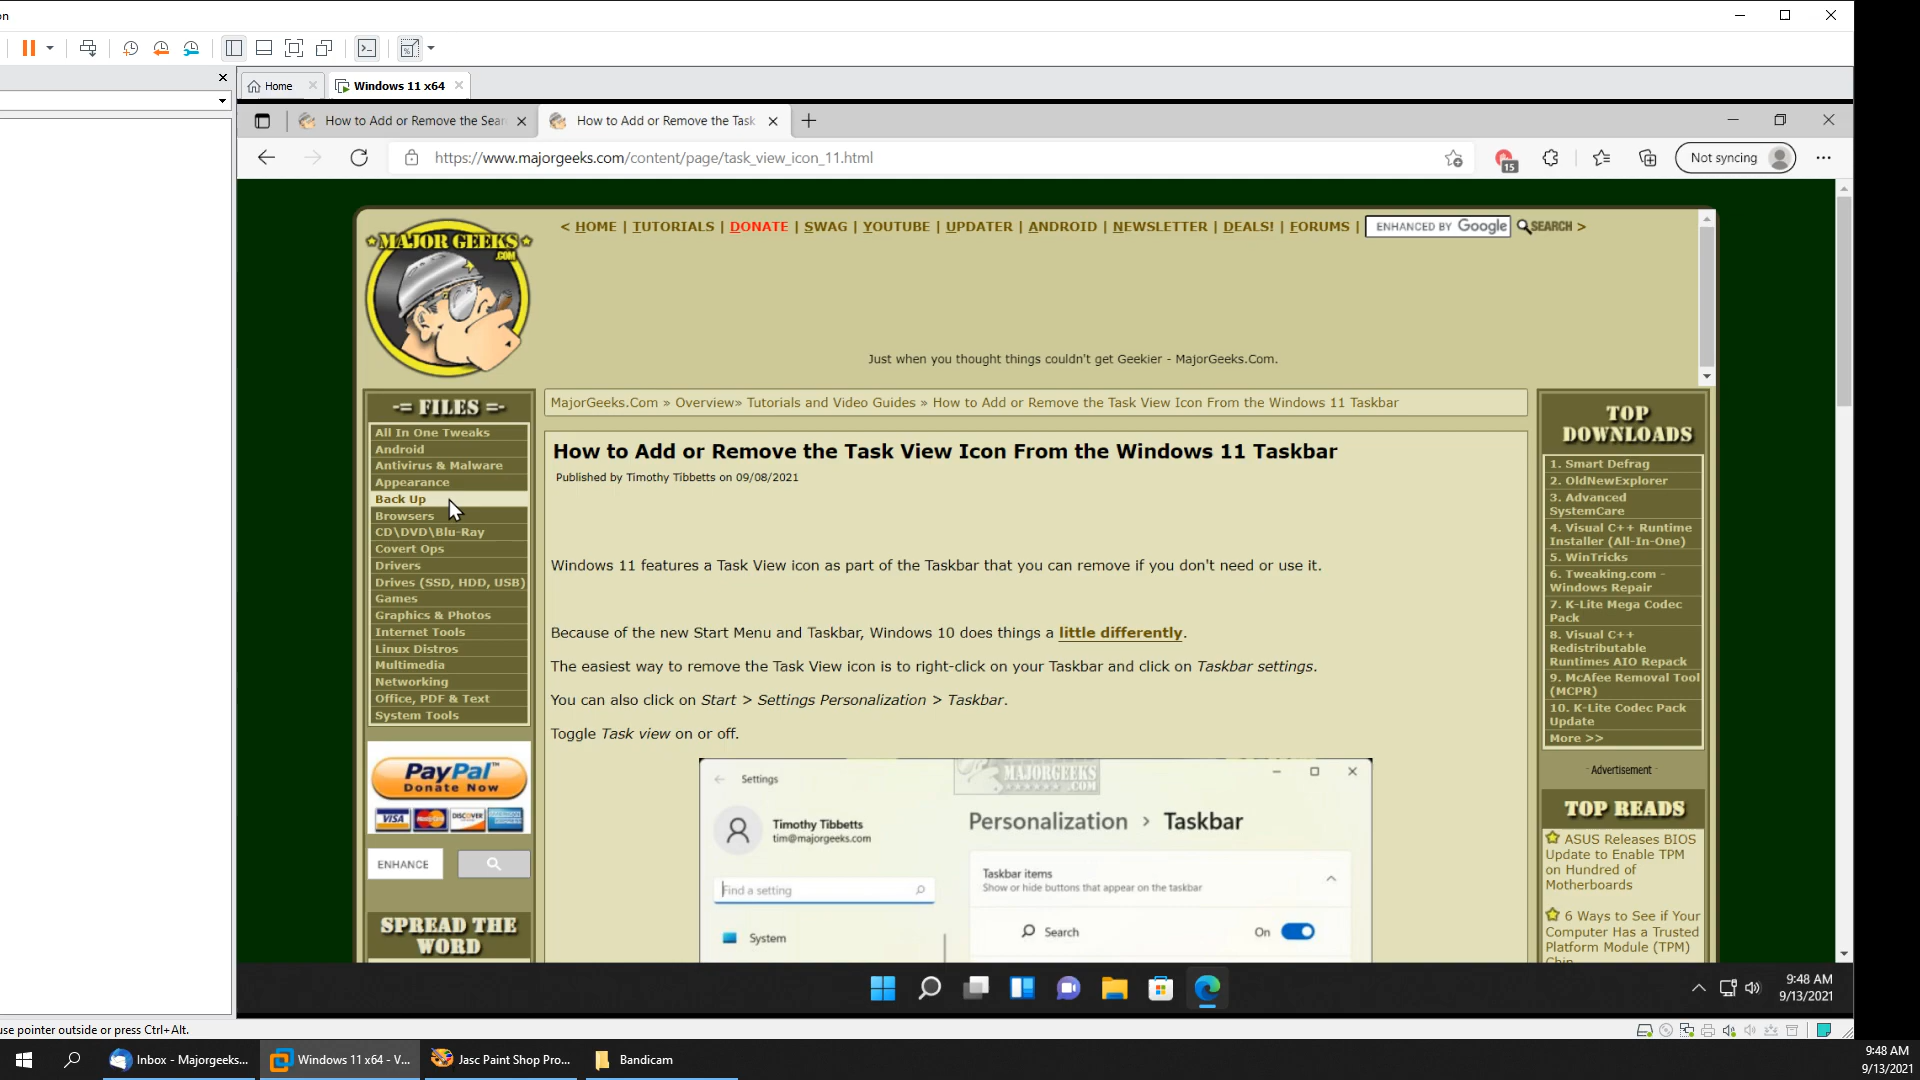 on
Home
Windows 11 x64
How to Add or Remove the Sear
How to Add or Remove the Task
https://www.majorgeeks.com/content/page/task_view_icon_11.html
15
Not syncing
MAJOR GEEKS
.COM
< HOME | TUTORIALS | DONATE | SWAG | YOUTUBE | UPDATER | ANDROID | NEWSLETTER | DEALS! | FORUMS | ENHANCED BY Google SEARCH >
Just when you thought things couldn't get Geekier - MajorGeeks.Com.
-= FILES =-
All In One Tweaks
Android
Antivirus & Malware
Appearance
Back Up
Browsers
CD\DVD\Blu-Ray
Covert Ops
Drivers
Drives (SSD, HDD, USB)
Games
Graphics & Photos
Internet Tools
Linux Distros
Multimedia
Networking
Office, PDF & Text
System Tools
PayPal™
Donate Now
VISA
MasterCard
DISCOVER
ENHANCE
SPREAD THE
WORD
MajorGeeks.Com » Overview» Tutorials and Video Guides » How to Add or Remove the Task View Icon From the Windows 11 Taskbar
How to Add or Remove the Task View Icon From the Windows 11 Taskbar
Published by Timothy Tibbetts on 09/08/2021
Windows 11 features a Task View icon as part of the Taskbar that you can remove if you don't need or use it.
Because of the new Start Menu and Taskbar, Windows 10 does things a little differently.
The easiest way to remove the Task View icon is to right-click on your Taskbar and click on Taskbar settings.
You can also click on Start > Settings Personalization > Taskbar.
Toggle Task view on or off.
Settings
MAJORGEEKS
.COM
Timothy Tibbetts
tim@majorgeeks.com
Find a setting
System
Personalization > Taskbar
Taskbar items
Show or hide buttons that appear on the taskbar
Search
On
TOP
DOWNLOADS
1. Smart Defrag
2. OldNewExplorer
3. Advanced
SystemCare
4. Visual C++ Runtime
Installer (All-In-One)
5. WinTricks
6. Tweaking.com -
Windows Repair
7. K-Lite Mega Codec
Pack
8. Visual C++
Redistributable
Runtimes AIO Repack
9. McAfee Removal Tool
(MCPR)
10. K-Lite Codec Pack
Update
More >>
- Advertisement -
TOP READS
ASUS Releases BIOS
Update to Enable TPM
on Hundred of
Motherboards
6 Ways to See if Your
Computer Has a Trusted
Platform Module (TPM)
Chip
9:48 AM
9/13/2021
use pointer outside or press Ctrl+Alt.
Inbox - Majorgeeks...
Windows 11 x64 - V...
Jasc Paint Shop Pro...
Bandicam
9:48 AM
9/13/2021